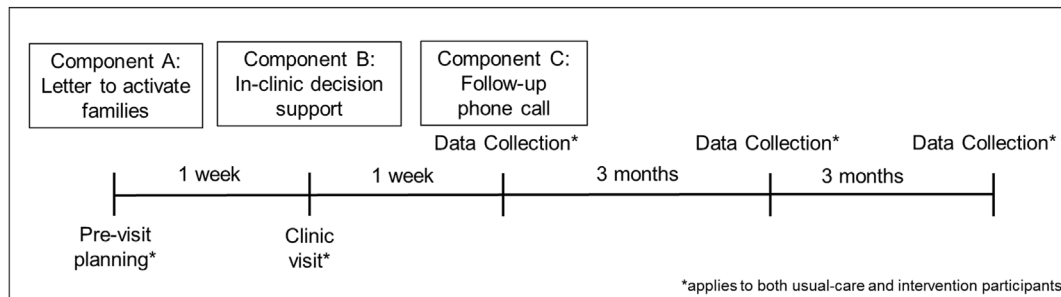 Component A:
Letter to activate
families
Component B:
In-clinic decision
support
Component C:
Follow-up
phone call
Data Collection*
Data Collection*
Data Collection*
1 week
1 week
3 months
3 months
Pre-visit
planning*
Clinic
visit*
*applies to both usual-care and intervention participants